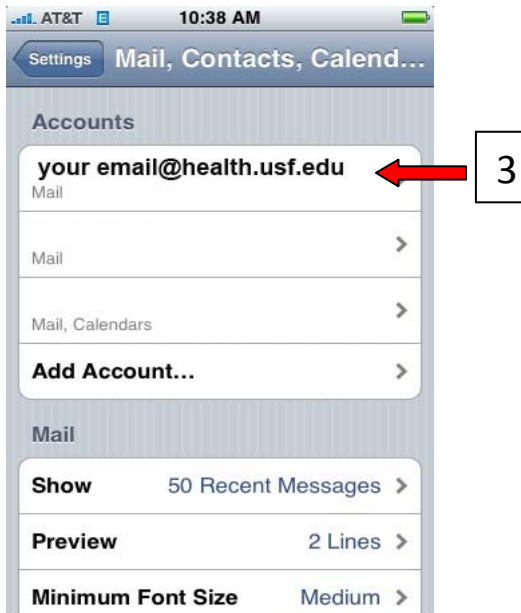 AT&T E 10:38 AM
Settings Mail, Contacts, Calend...
Accounts
your email@health.usf.edu
3
Mail
Mail
Mail, Calendars
Add Account...
Mail
Show 50 Recent Messages
Preview 2 Lines
Minimum Font Size Medium